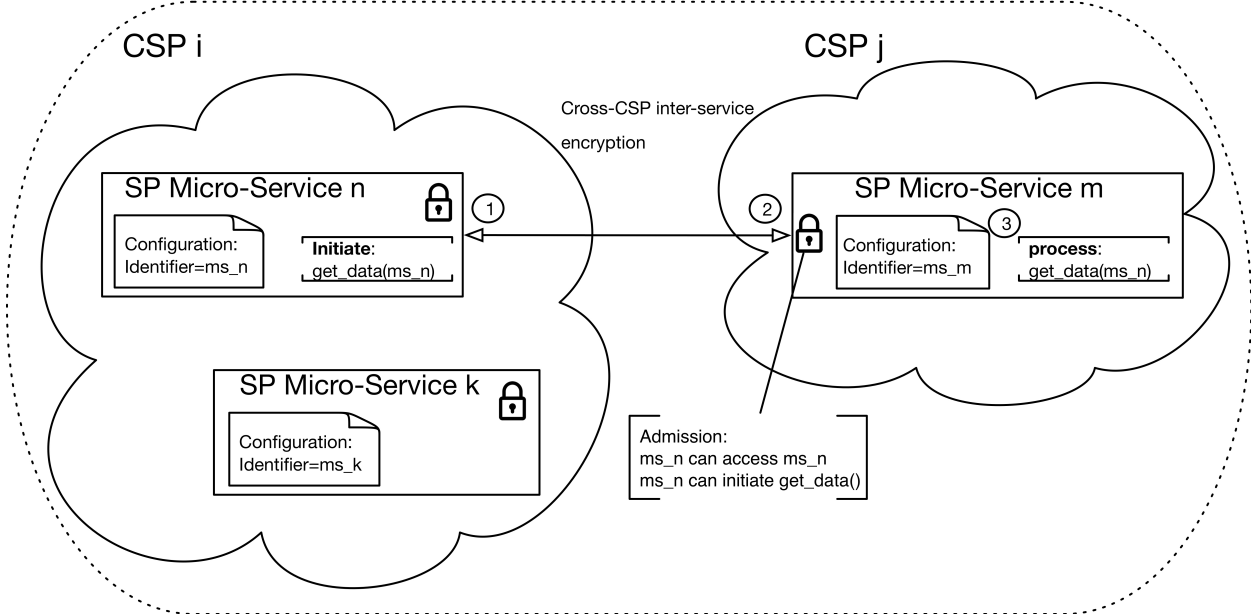 CSP i
CSP j
Cross-CSP inter-service
encryption
SP Micro-Service n
1
Configuration:
Identifier=ms_n
Initiate:
get_data(ms_n)
2
SP Micro-Service m
Configuration:
Identifier=ms_m
3
process:
get_data(ms_n)
SP Micro-Service k
Configuration:
Identifier=ms_k
Admission:
ms_n can access ms_n
ms_n can initiate get_data()